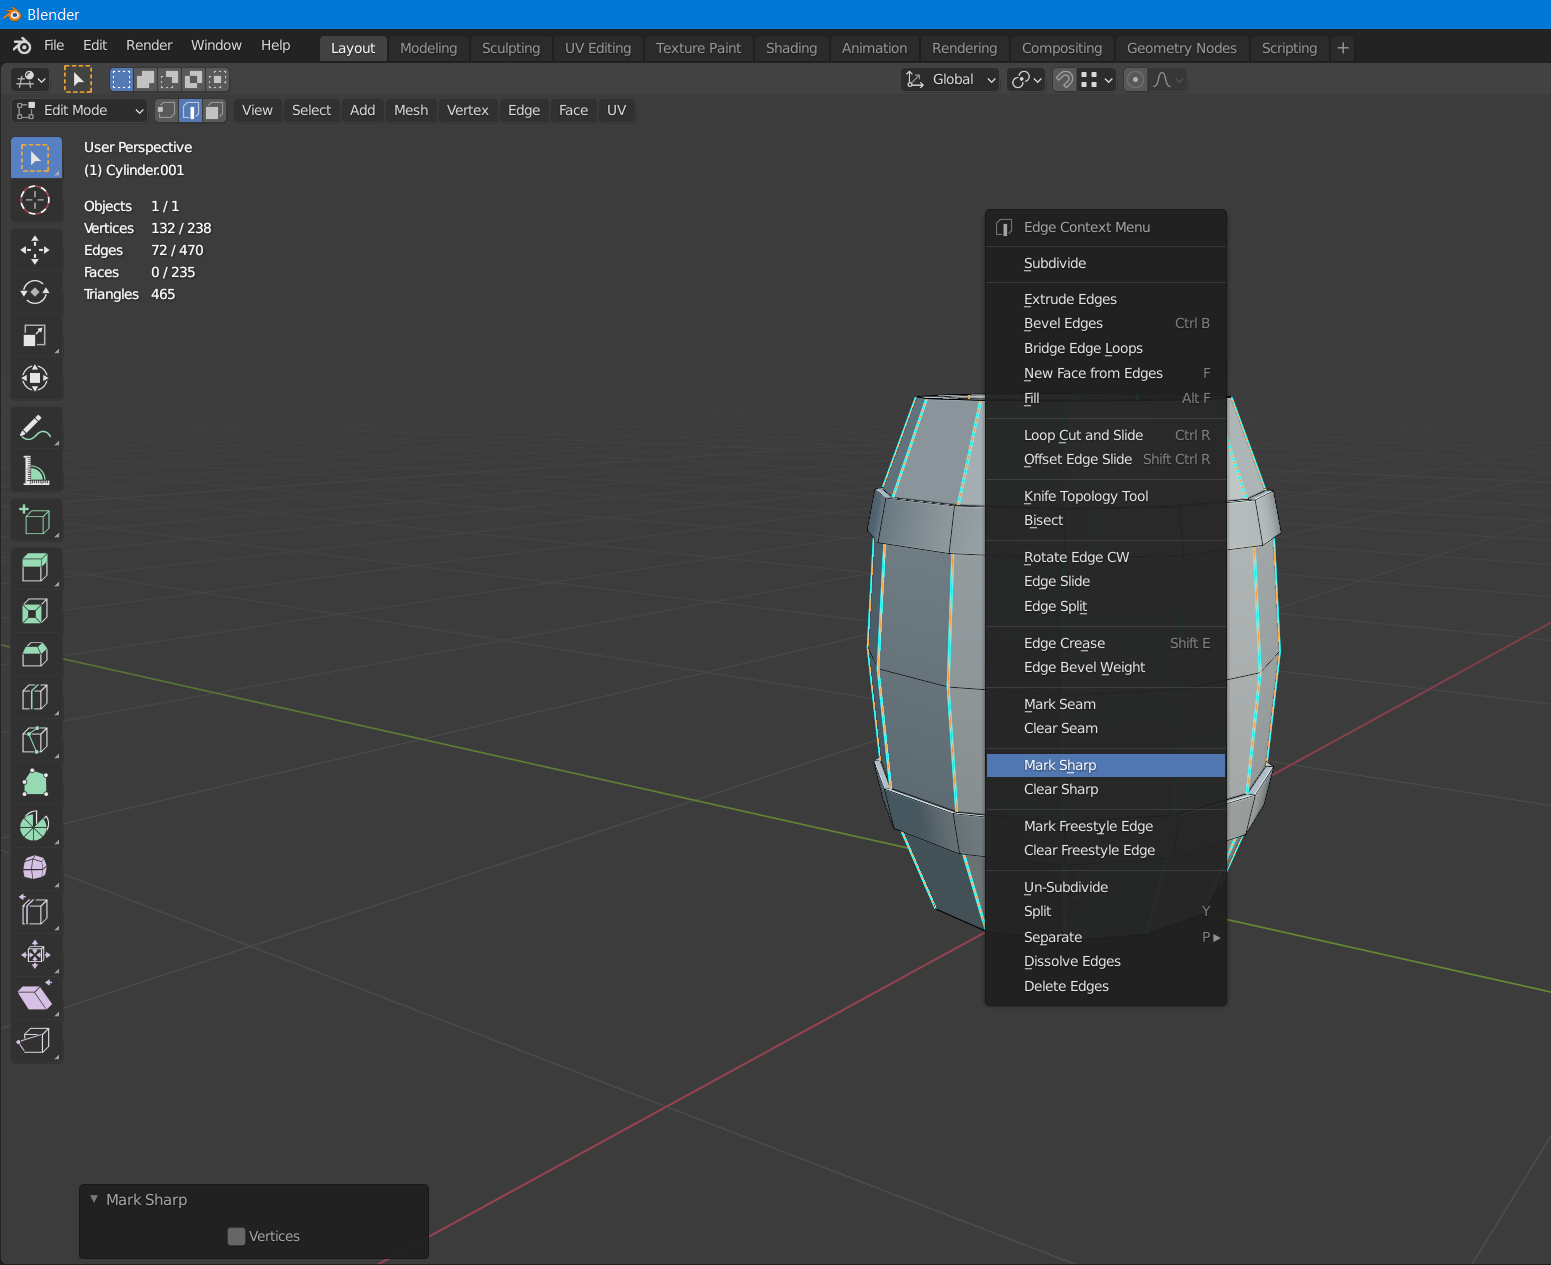 Blender
File Edit Render Window Help Layout Modeling Sculpting UV Editing Texture Paint Shading Animation Rendering Compositing Geometry Nodes Scripting +
Global
Edit Mode View Select Add Mesh Vertex Edge Face UV
User Perspective
(1) Cylinder.001
Objects 1 / 1
Vertices 132 / 238
Edges 72 / 470
Faces 0 / 235
Triangles 465
Edge Context Menu
Subdivide
Extrude Edges
Bevel Edges Ctrl B
Bridge Edge Loops
New Face from Edges F
Fill Alt F
Loop Cut and Slide Ctrl R
Offset Edge Slide Shift Ctrl R
Knife Topology Tool
Bisect
Rotate Edge CW
Edge Slide
Edge Split
Edge Crease Shift E
Edge Bevel Weight
Mark Seam
Clear Seam
Mark Sharp
Clear Sharp
Mark Freestyle Edge
Clear Freestyle Edge
Un-Subdivide
Split Y
Separate P
Dissolve Edges
Delete Edges
Mark Sharp
Vertices